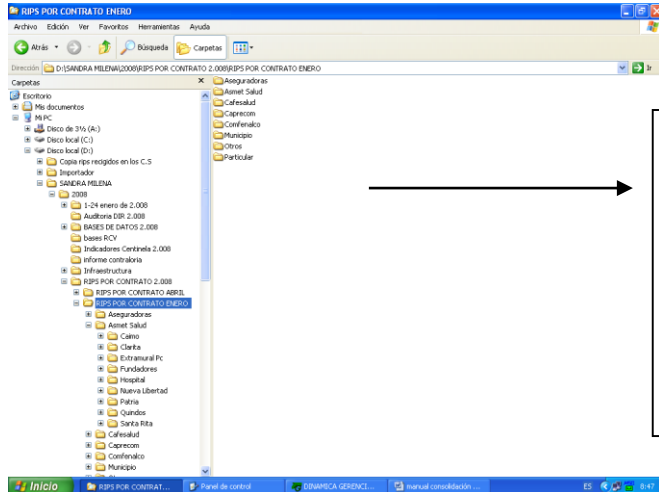 RIPS POR CONTRATO ENERO
Archivo Edición Ver Favoritos Herramientas Ayuda
Atrás Búsqueda Carpetas
Dirección D:\SANDRA MILENA\2008\RIPS POR CONTRATO 2.008\RIPS POR CONTRATO ENERO Ir
Carpetas
Escritorio
Mis documentos
Mi PC
Disco de 3½ (A:)
Disco local (C:)
Disco local (D:)
Copia rips recigidos en los C.S
Importador
SANDRA MILENA
2008
1-24 enero de 2.008
Auditoria DIR 2.008
BASES DE DATOS 2.008
bases RCV
Indicadores Centinela 2.008
informe contraloria
Infraestructura
RIPS POR CONTRATO 2.008
RIPS POR CONTRATO ABRIL
RIPS POR CONTRATO ENERO
Aseguradoras
Asmet Salud
Caimo
Clarita
Extramural Pc
Fundadores
Hospital
Nueva Libertad
Patria
Quindos
Santa Rita
Cafesalud
Caprecom
Comfenalco
Municipio
Aseguradoras
Asmet Salud
Cafesalud
Caprecom
Comfenalco
Municipio
Otros
Particular
Inicio RIPS POR CONTRAT... Panel de control DINAMICA GERENCI... manual consolidación ... ES 8:47